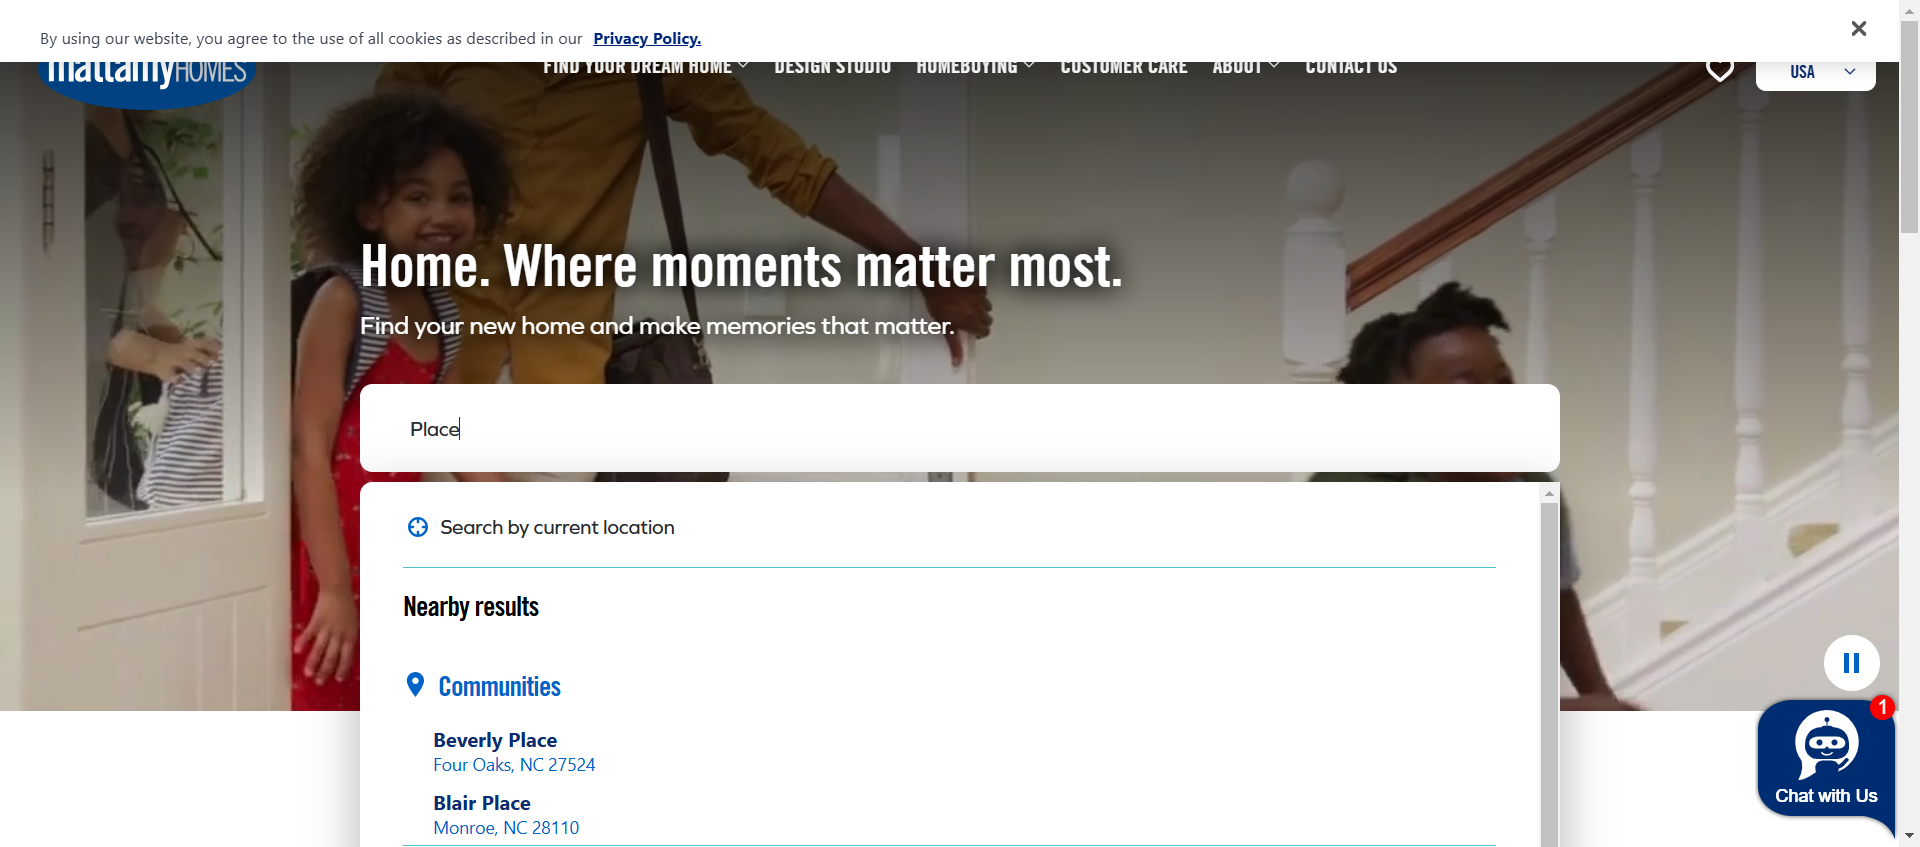 By using our website, you agree to the use of all cookies as described in our Privacy Policy.
mattamyHOMES
FIND YOUR DREAM HOME
DESIGN STUDIO
HOMEBUYING
CUSTOMER CARE
ABOUT
CONTACT US
USA
Home. Where moments matter most.
Find your new home and make memories that matter.
Place
Search by current location
Nearby results
Communities
Beverly Place
Four Oaks, NC 27524
Blair Place
Monroe, NC 28110
1
Chat with Us